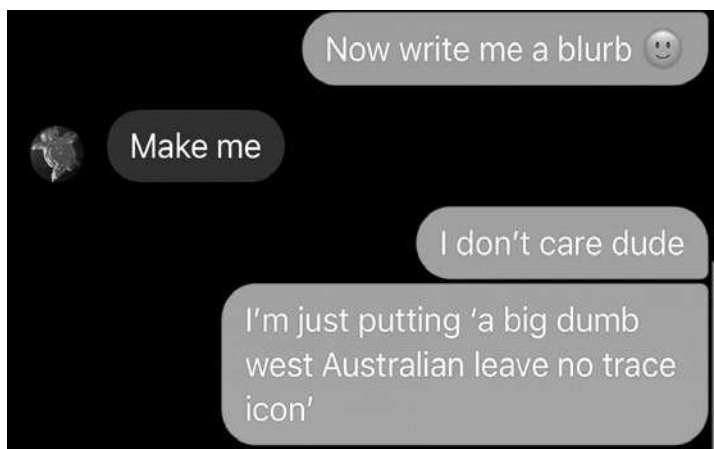 Now write me a blurb 🙂
Make me
I don't care dude
I'm just putting 'a big dumb
west Australian leave no trace
icon'